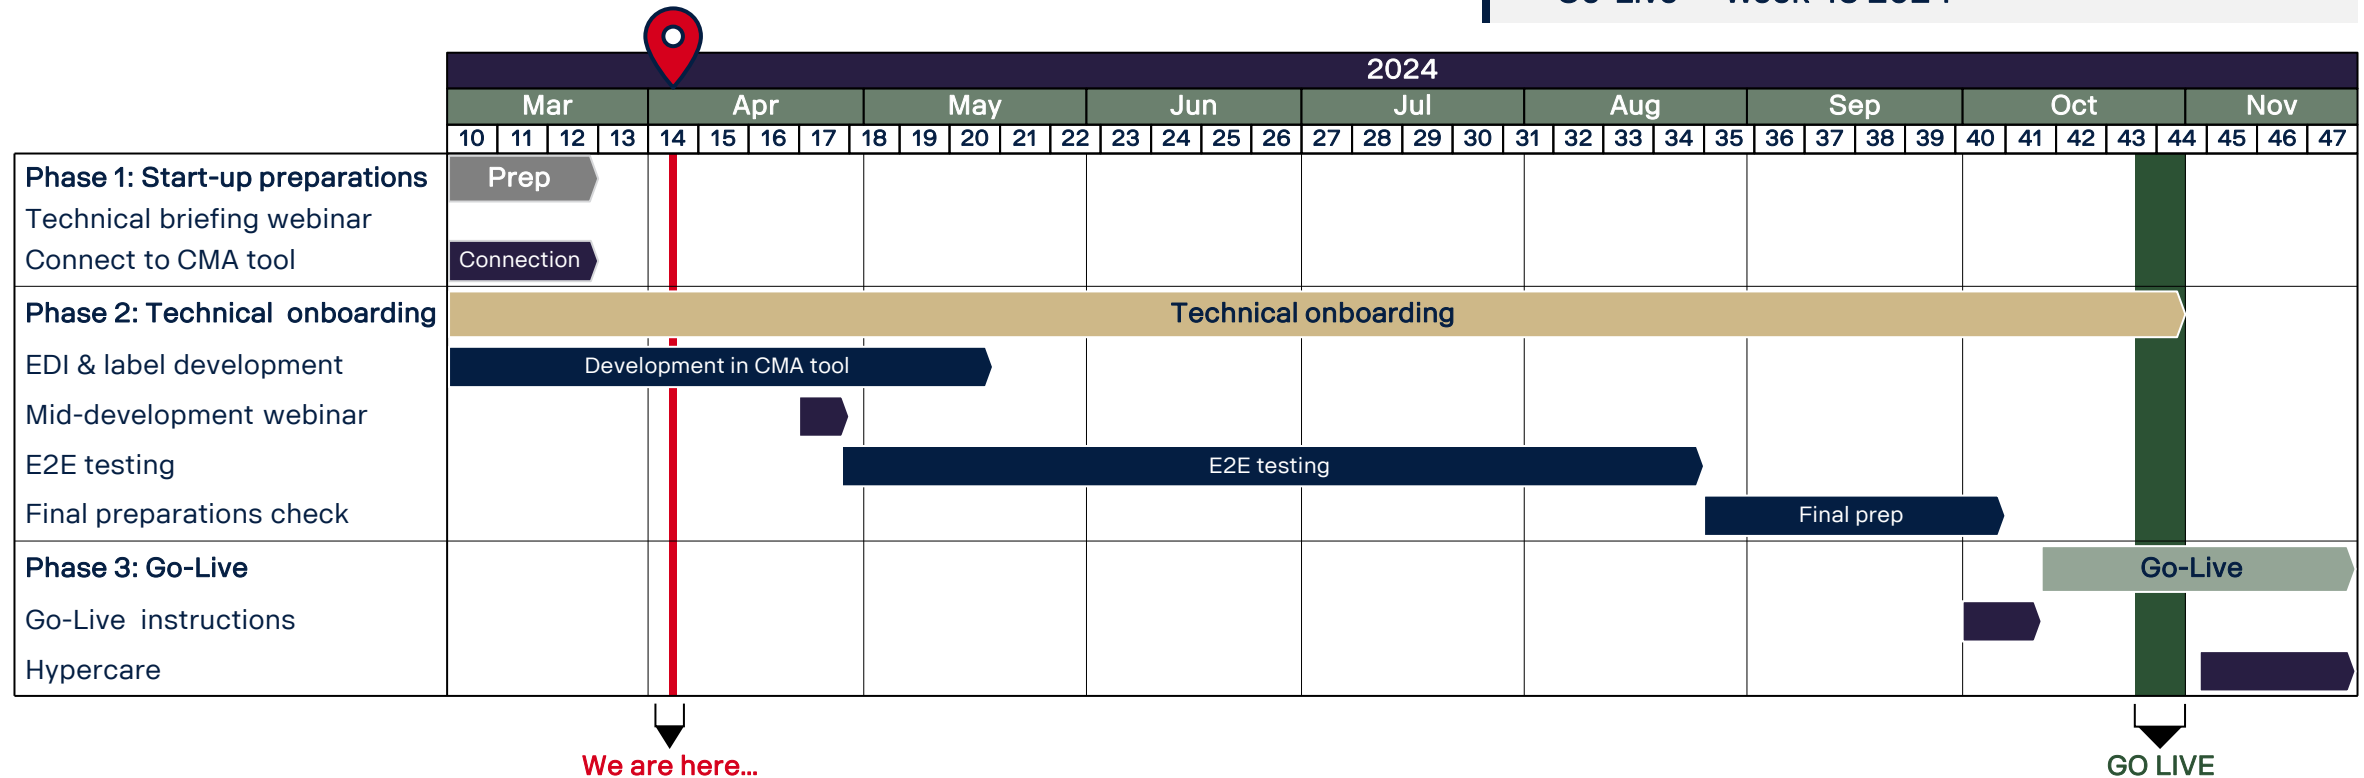 2024
Mar Apr May Jun Jul Aug Sep Oct Nov
10 11 12 13 14 15 16 17 18 19 20 21 22 23 24 25 26 27 28 29 30 31 32 33 34 35 36 37 38 39 40 41 42 43 44 45 46 47
Phase 1: Start-up preparations Prep
Technical briefing webinar
Connect to CMA tool Connection
Phase 2: Technical onboarding Technical onboarding
EDI & label development Development in CMA tool
Mid-development webinar
E2E testing E2E testing
Final preparations check Final prep
Phase 3: Go-Live Go-Live
Go-Live instructions
Hypercare
We are here... GO LIVE